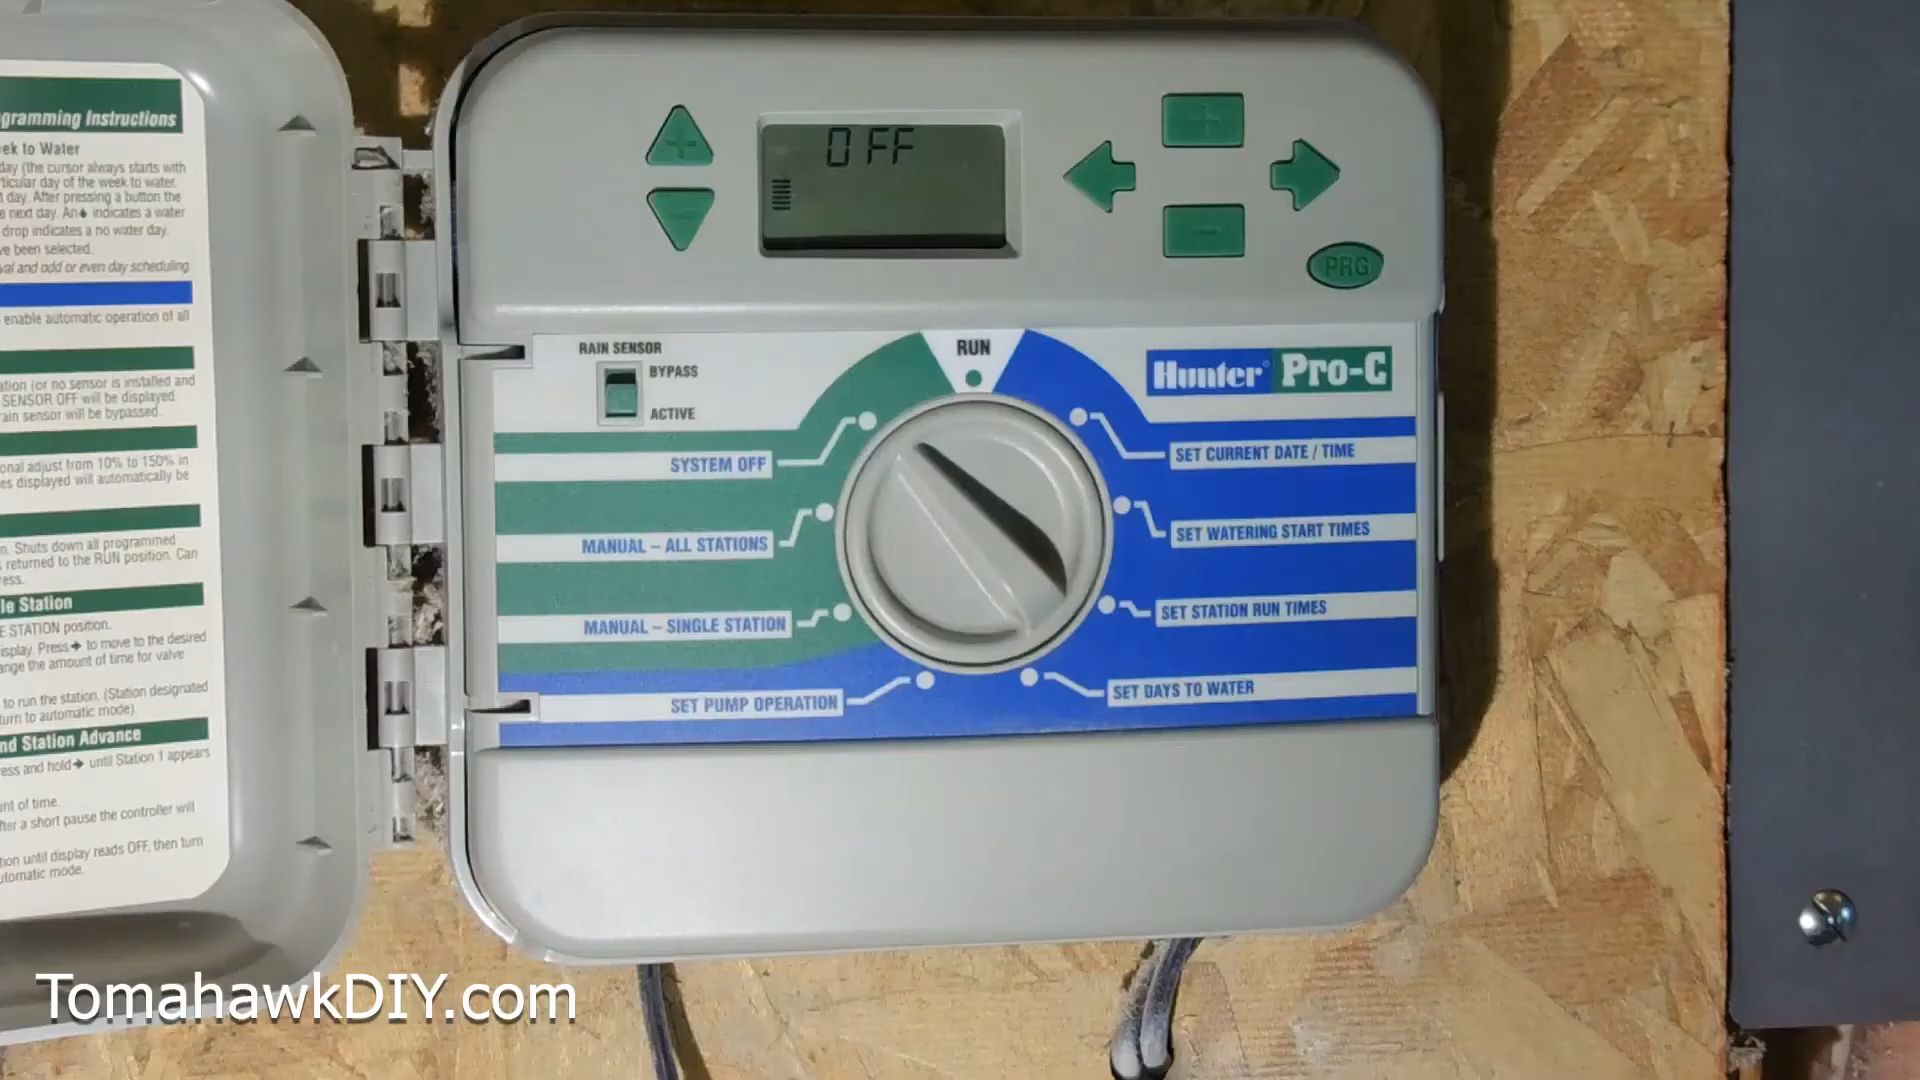 gramming Instructions
ek to Water
day (the cursor always starts with
ticular day of the week to water.
t day. After pressing a button the
e next day. An indicates a water
drop indicates a no water day.
ve been selected.
val and odd or even day scheduling
enable automatic operation of all
ation (or no sensor is installed and
SENSOR OFF will be displayed.
rain sensor will be bypassed.
onal adjust from 10% to 150% in
es displayed will automatically be
n. Shuts down all programmed
s returned to the RUN position. Can
ress.
le Station
E STATION position.
isplay. Press to move to the desired
ange the amount of time for valve
to run the station. (Station designated
turn to automatic mode).
nd Station Advance
ess and hold until Station 1 appears
nt of time.
fter a short pause the controller will
tion until display reads OFF, then turn
utomatic mode.
OFF
+
-
+
-
PRG
RAIN SENSOR
BYPASS
ACTIVE
RUN
Hunter® Pro-C
SYSTEM OFF
MANUAL – ALL STATIONS
MANUAL – SINGLE STATION
SET PUMP OPERATION
SET CURRENT DATE / TIME
SET WATERING START TIMES
SET STATION RUN TIMES
SET DAYS TO WATER
TomahawkDIY.com